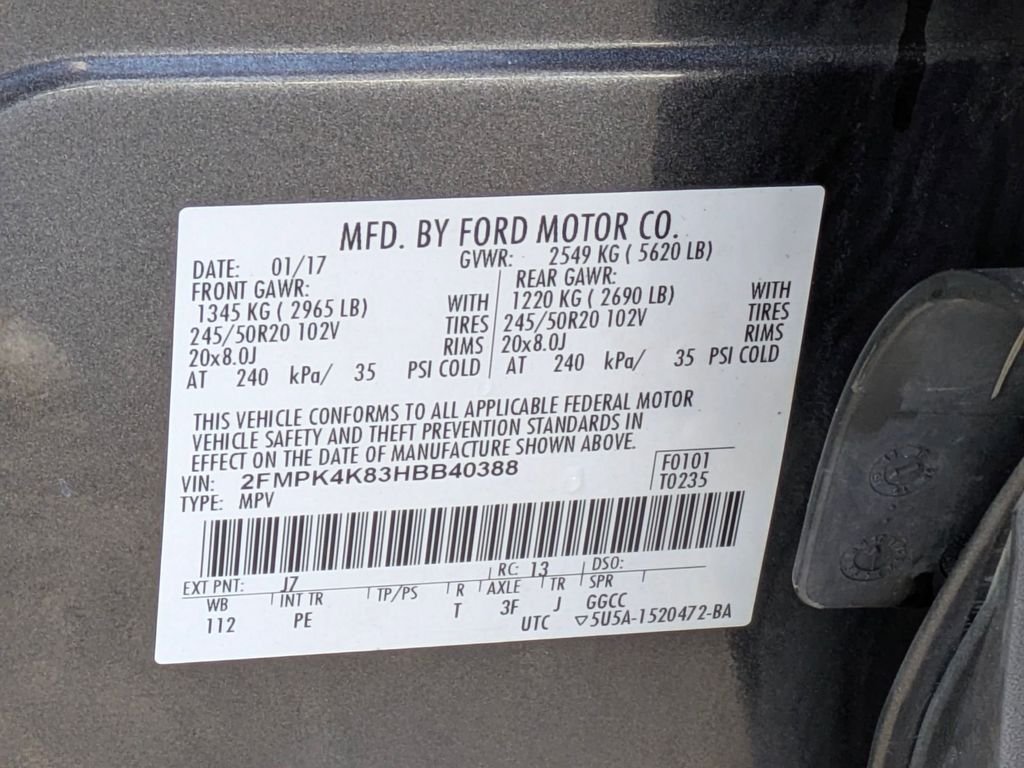 MFD. BY FORD MOTOR CO.
DATE: 01/17 GVWR: 2549 KG ( 5620 LB)
FRONT GAWR: REAR GAWR:
1345 KG ( 2965 LB) WITH 1220 KG ( 2690 LB) WITH
245/50R20 102V TIRES 245/50R20 102V TIRES
20x8.0J RIMS 20x8.0J RIMS
AT 240 kPa/ 35 PSI COLD AT 240 kPa/ 35 PSI COLD
THIS VEHICLE CONFORMS TO ALL APPLICABLE FEDERAL MOTOR
VEHICLE SAFETY AND THEFT PREVENTION STANDARDS IN
EFFECT ON THE DATE OF MANUFACTURE SHOWN ABOVE.
VIN: 2FMPK4K83HBB40388 F0101
TYPE: MPV T0235
EXT PNT: J7 RC: 13 DSO:
WB INT TR TP/PS R AXLE TR SPR
112 PE T 3F J GGCC
UTC ▽5U5A-1520472-BA